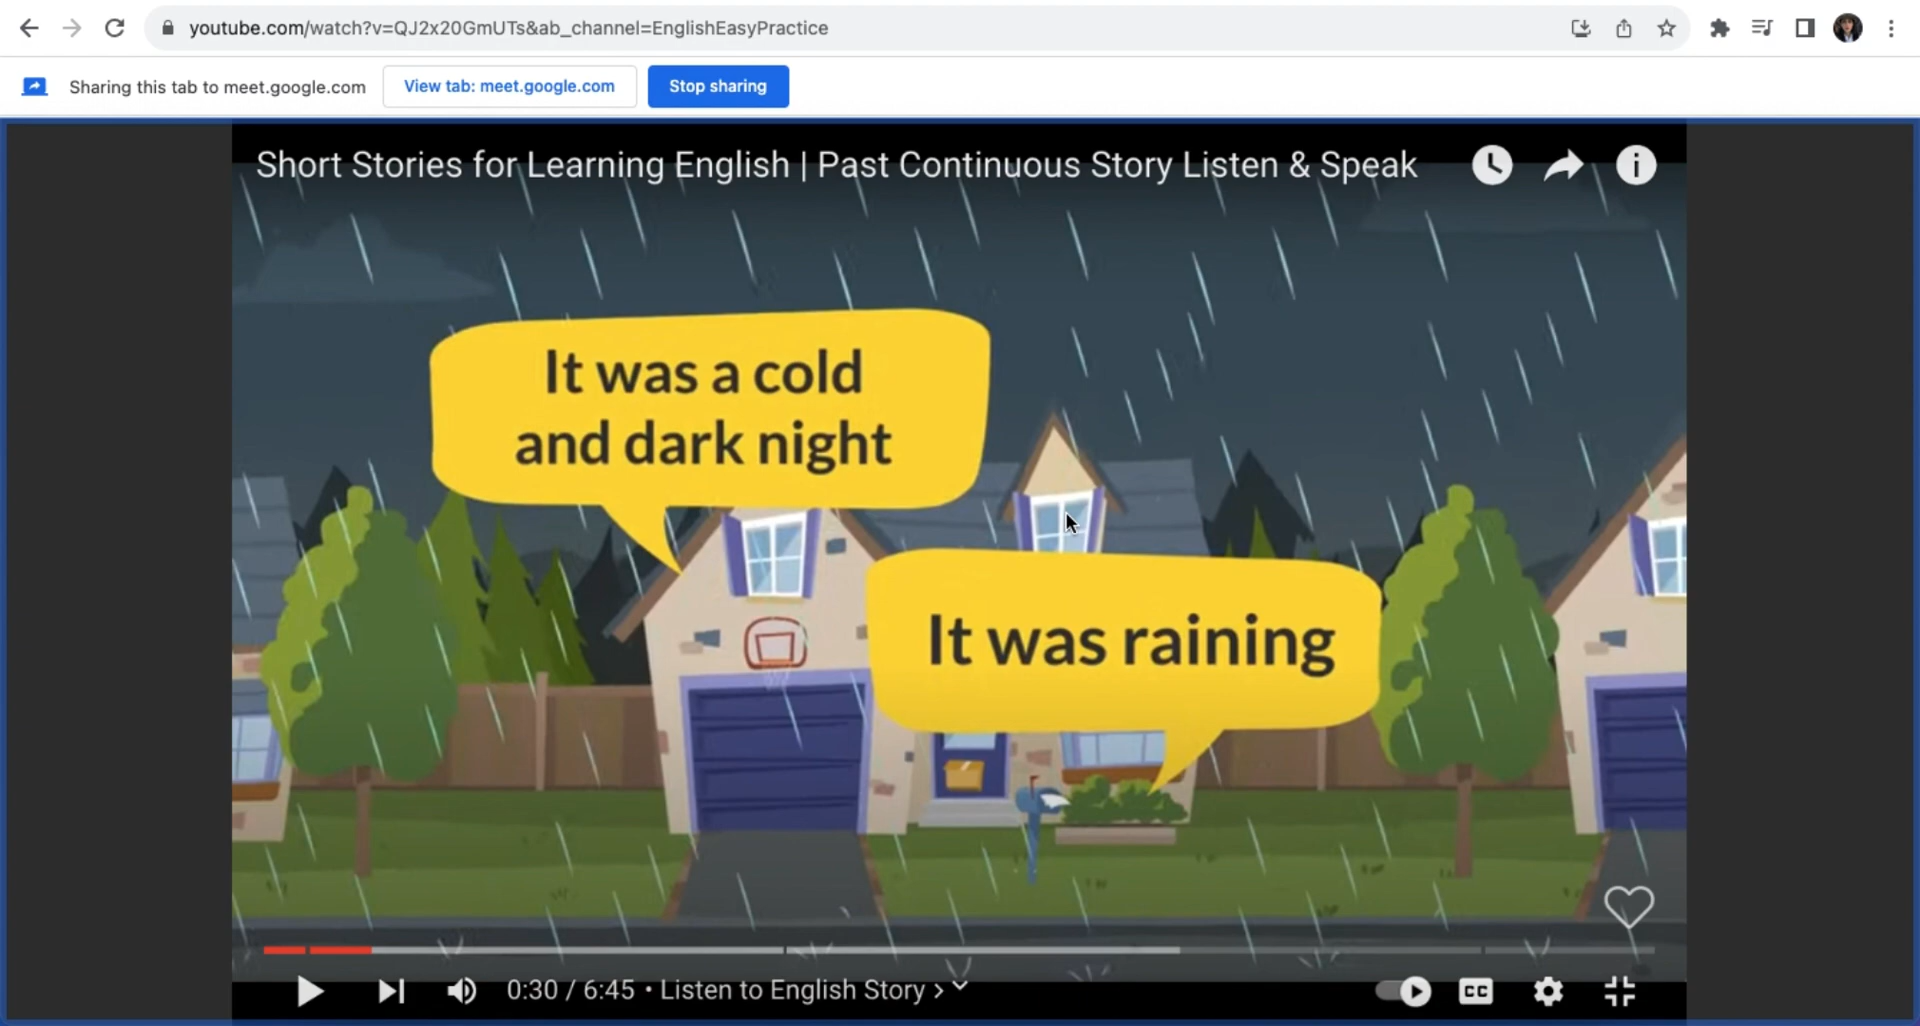 youtube.com/watch?v=QJ2x20GmUTs&ab_channel=EnglishEasyPractice
Sharing this tab to meet.google.com View tab: meet.google.com Stop sharing
Short Stories for Learning English | Past Continuous Story Listen & Speak
It was a cold
and dark night
It was raining
0:30 / 6:45 • Listen to English Story
CC